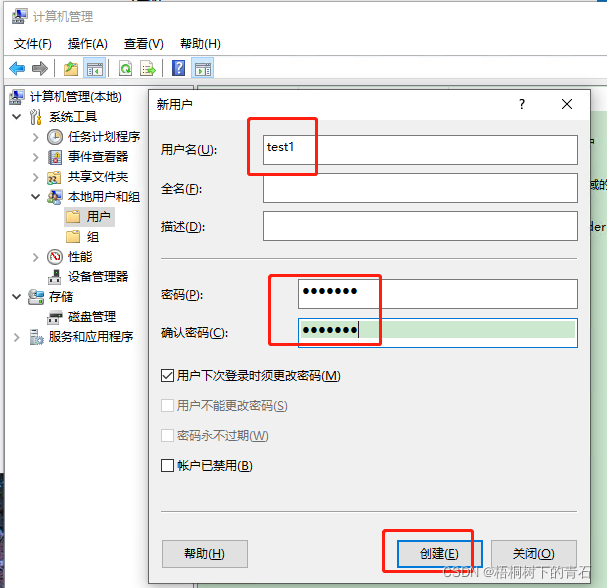 计算机管理
文件(F) 操作(A) 查看(V) 帮助(H)
计算机管理(本地)
系统工具
任务计划程序
事件查看器
共享文件夹
本地用户和组
用户
组
性能
设备管理器
存储
磁盘管理
服务和应用程序
新用户
?
用户名(U):
test1
全名(F):
描述(D):
密码(P):
●●●●●●●
确认密码(C):
●●●●●●●
用户下次登录时须更改密码(M)
用户不能更改密码(S)
密码永不过期(W)
帐户已禁用(B)
帮助(H) 创建(E) 关闭(O)
域的
der
CSDN @梧桐树下的青石